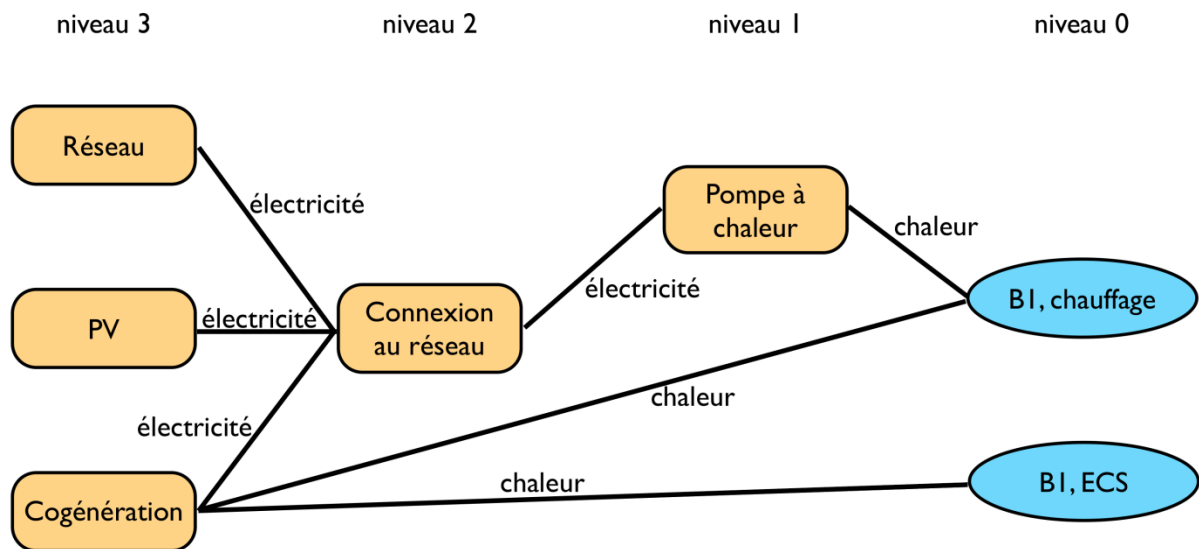 niveau 3
niveau 2
niveau 1
niveau 0
Réseau
électricité
Pompe à
chaleur
chaleur
électricité
PV
électricité
Connexion
au réseau
B1, chauffage
chaleur
électricité
Cogénération
chaleur
B1, ECS